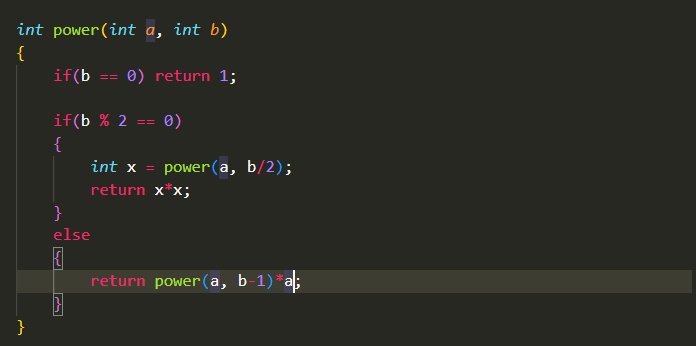 int power(int a, int b)
{
if(b == 0) return 1;
if(b % 2 == 0)
{
int x = power(a, b/2);
return x*x;
}
else
{
return power(a, b-1)*a;
}
}